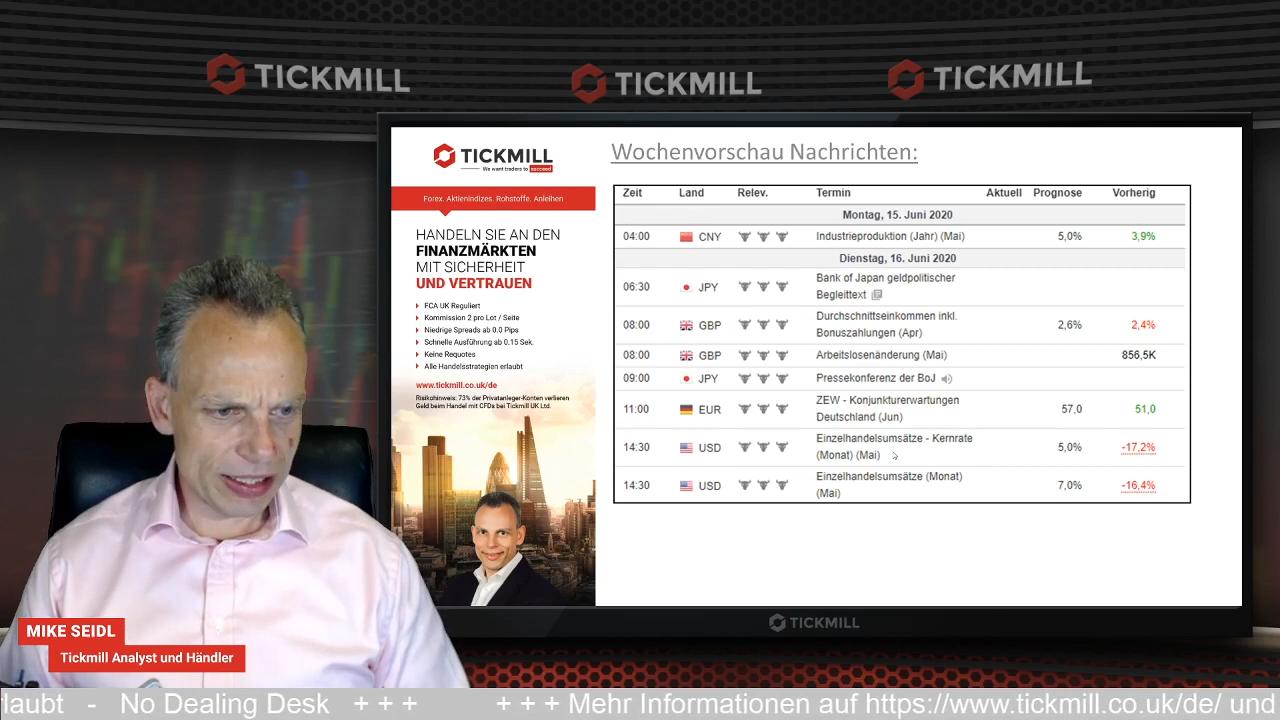 TICKMILL
TICKMILL
TICKMILL
TICKMILL
We want traders to succeed
Forex. Aktienindizes. Rohstoffe. Anleihen
HANDELN SIE AN DEN
FINANZMÄRKTEN
MIT SICHERHEIT
UND VERTRAUEN
FCA UK Reguliert
Kommission 2 pro Lot / Seite
Niedrige Spreads ab 0.0 Pips
Schnelle Ausführung ab 0.15 Sek.
Keine Requotes
Alle Handelsstrategien erlaubt
www.tickmill.co.uk/de
Risikohinweis: 73% der Privatanleger-Konten verlieren
Geld beim Handel mit CFDs bei Tickmill UK Ltd.
Wochenvorschau Nachrichten:
Zeit Land Relev. Termin Aktuell Prognose Vorherig
Montag, 15. Juni 2020
04:00 CNY Industrieproduktion (Jahr) (Mai) 5,0% 3,9%
Dienstag, 16. Juni 2020
06:30 JPY Bank of Japan geldpolitischer
Begleittext
08:00 GBP Durchschnittseinkommen inkl. 2,6% 2,4%
Bonuszahlungen (Apr)
08:00 GBP Arbeitslosenänderung (Mai) 856,5K
09:00 JPY Pressekonferenz der BoJ
11:00 EUR ZEW - Konjunkturerwartungen 57,0 51,0
Deutschland (Jun)
14:30 USD Einzelhandelsumsätze - Kernrate 5,0% -17,2%
(Monat) (Mai)
14:30 USD Einzelhandelsumsätze (Monat) 7,0% -16,4%
(Mai)
TICKMILL
MIKE SEIDL
Tickmill Analyst und Händler
laubt - No Dealing Desk +++ +++ Mehr Informationen auf https://www.tickmill.co.uk/de/ und